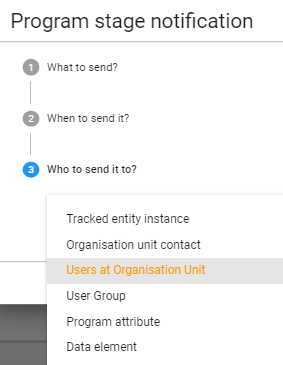 Program stage notification
1 What to send?
2 When to send it?
3 Who to send it to?
Tracked entity instance
Organisation unit contact
Users at Organisation Unit
User Group
Program attribute
Data element